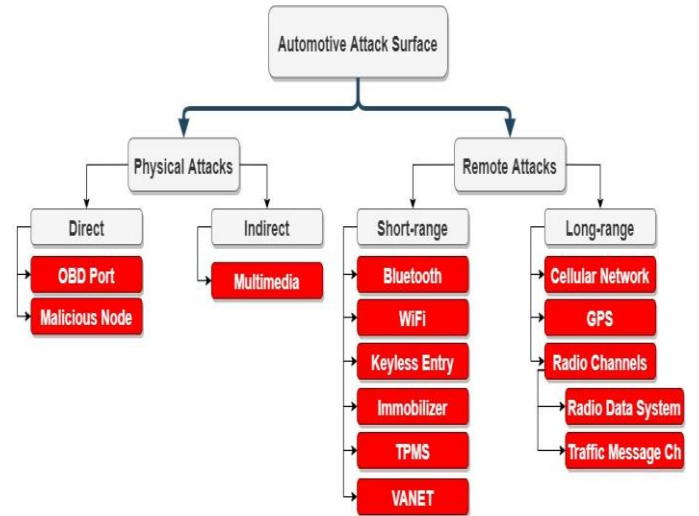 Automotive Attack Surface
Physical Attacks
Remote Attacks
Direct
Indirect
Short-range
Long-range
OBD Port
Malicious Node
Multimedia
Bluetooth
WiFi
Keyless Entry
Immobilizer
TPMS
VANET
Cellular Network
GPS
Radio Channels
Radio Data System
Traffic Message Ch